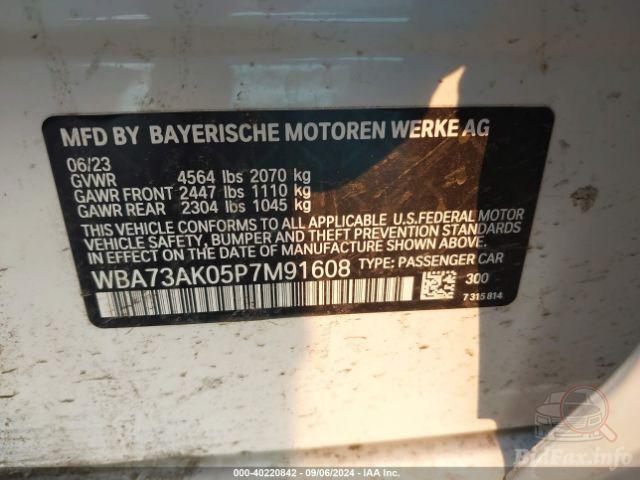 MFD BY BAYERISCHE MOTOREN WERKE AG
06/23
GVWR 4564 lbs 2070 kg
GAWR FRONT 2447 lbs 1110 kg
GAWR REAR 2304 lbs 1045 kg
THIS VEHICLE CONFORMS TO ALL APPLICABLE U.S.FEDERAL MOTOR
VEHICLE SAFETY, BUMPER, AND THEFT PREVENTION STANDARDS
IN EFFECT ON THE DATE OF MANUFACTURE SHOWN ABOVE.
WBA73AK05P7M91608 TYPE: PASSENGER CAR
300
7 315 814
BidFax.info
000-40220842 - 09/06/2024 - IAA Inc.